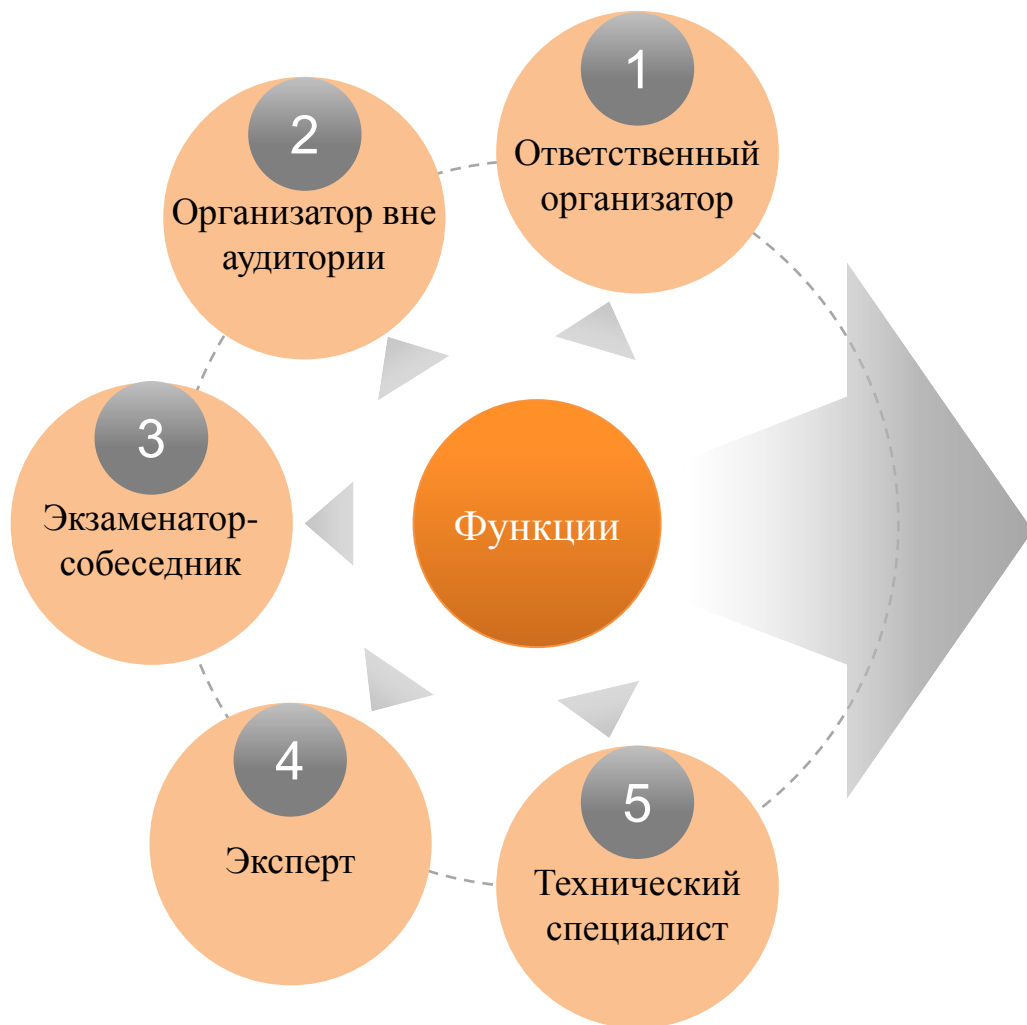 1
Ответственный
организатор
2
Организатор вне
аудитории
3
Экзаменатор-
собеседник
Функции
4
Эксперт
5
Технический
специалист